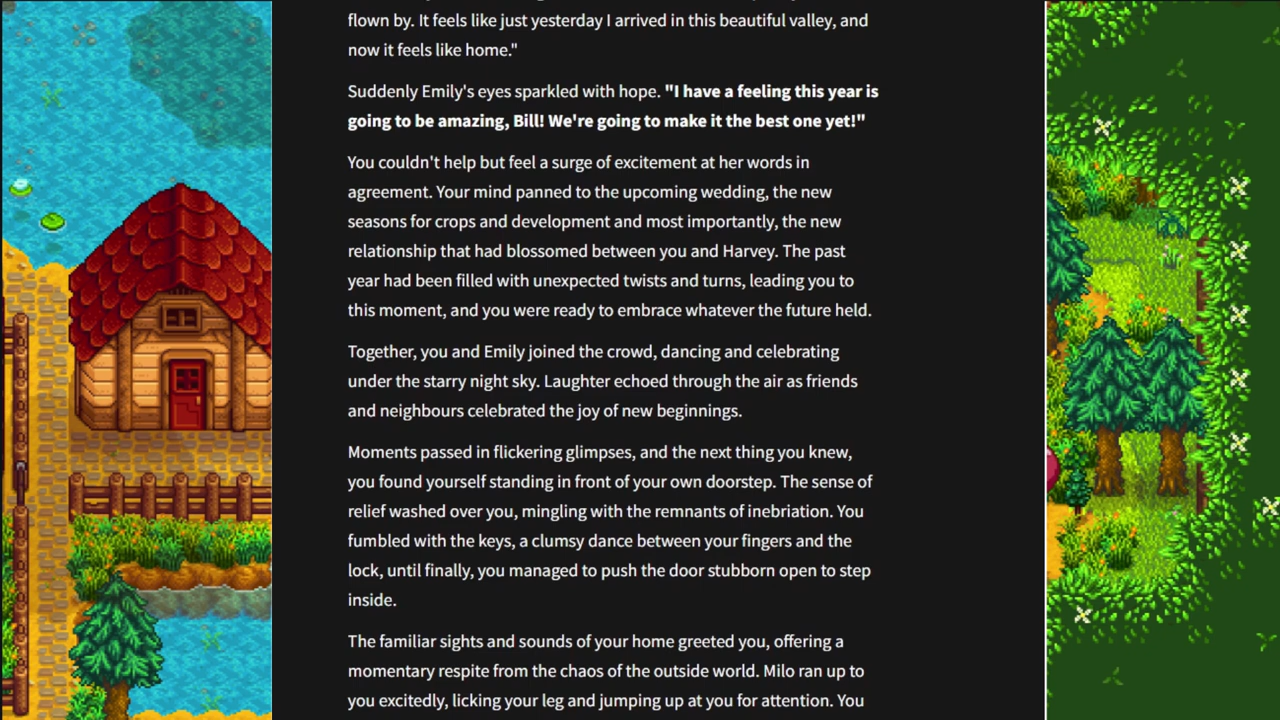 flown by. It feels like just yesterday I arrived in this beautiful valley, and
now it feels like home."
Suddenly Emily's eyes sparkled with hope. "I have a feeling this year is
going to be amazing, Bill! We're going to make it the best one yet!"
You couldn't help but feel a surge of excitement at her words in
agreement. Your mind panned to the upcoming wedding, the new
seasons for crops and development and most importantly, the new
relationship that had blossomed between you and Harvey. The past
year had been filled with unexpected twists and turns, leading you to
this moment, and you were ready to embrace whatever the future held.
Together, you and Emily joined the crowd, dancing and celebrating
under the starry night sky. Laughter echoed through the air as friends
and neighbours celebrated the joy of new beginnings.
Moments passed in flickering glimpses, and the next thing you knew,
you found yourself standing in front of your own doorstep. The sense of
relief washed over you, mingling with the remnants of inebriation. You
fumbled with the keys, a clumsy dance between your fingers and the
lock, until finally, you managed to push the door stubborn open to step
inside.
The familiar sights and sounds of your home greeted you, offering a
momentary respite from the chaos of the outside world. Milo ran up to
you excitedly, licking your leg and jumping up at you for attention. You